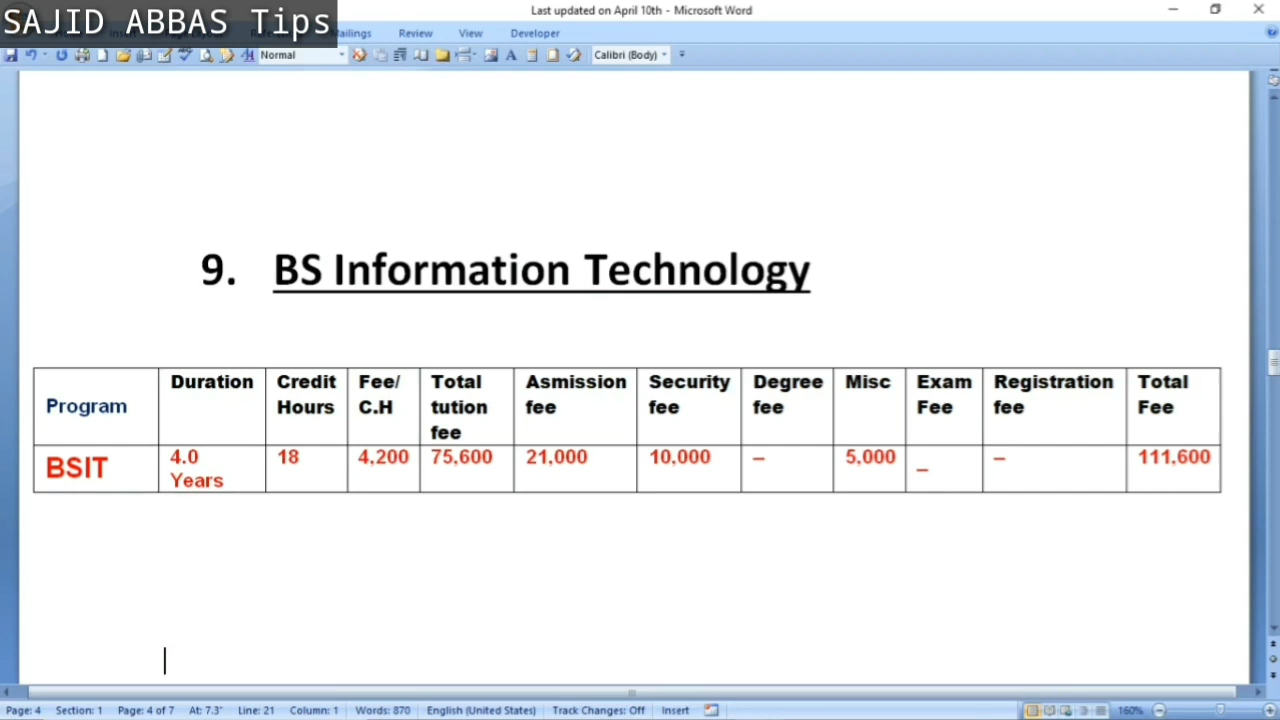 SAJID ABBAS Tips
Last updated on April 10th - Microsoft Word
Mailings Review View Developer
Normal
Calibri (Body)
9. BS Information Technology
Program Duration Credit Hours Fee/ C.H Total tution fee Asmission fee Security fee Degree fee Misc Exam Fee Registration fee Total Fee
BSIT 4.0 Years 18 4,200 75,600 21,000 10,000 – 5,000 _ – 111,600
Page: 4 Section: 1 Page: 4 of 7 At: 7.3" Line: 21 Column: 1 Words: 870 English (United States) Track Changes: Off Insert 160%